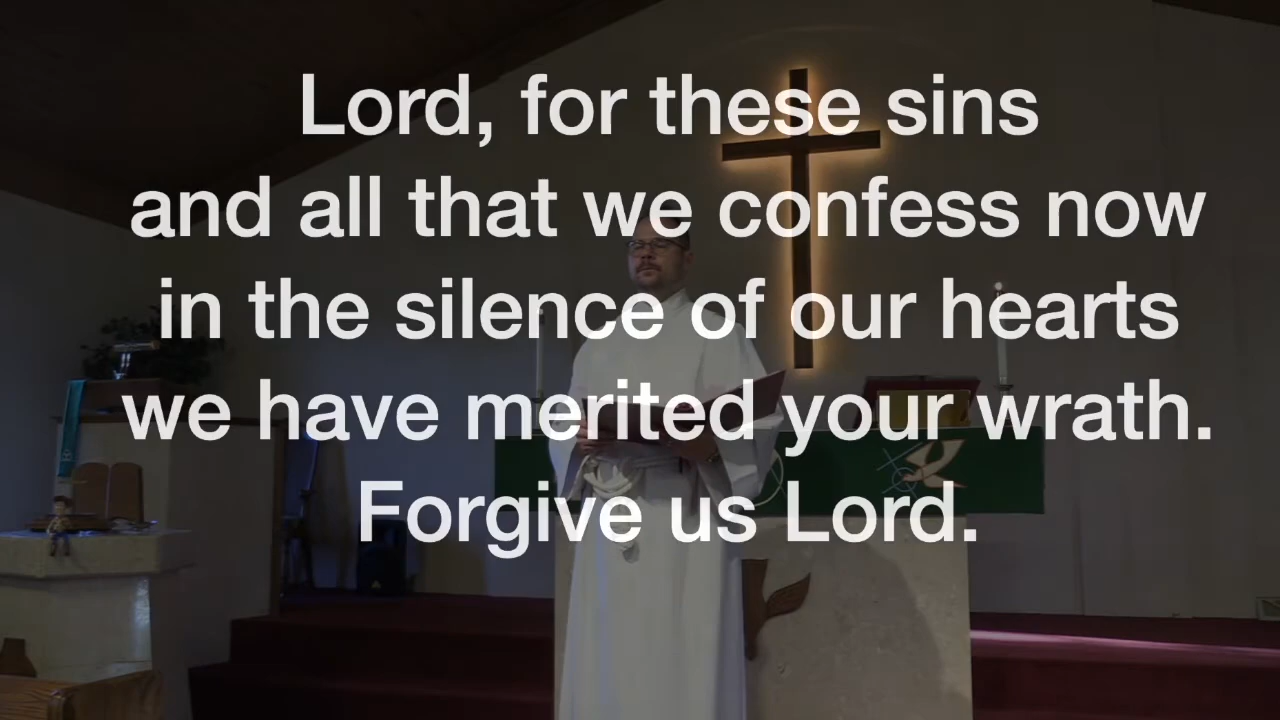 Lord, for these sins
and all that we confess now
in the silence of our hearts
we have merited your wrath.
Forgive us Lord.